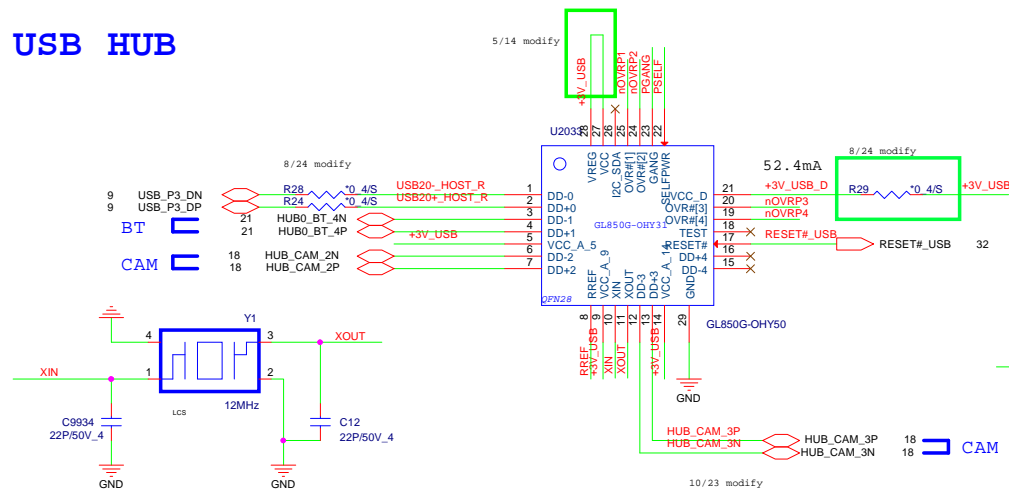 USB HUB
5/14 modify
+3V_USB
nOVRP1
nOVRP2
PGANG
PSELF
28
27
26
25
24
23
22
U2033
VREG
VCC
I2C_SDA
OVR#[1]
OVR#[2]
GANG
SELFPWR
8/24 modify
9 USB_P3_DN
R28 *0_4/S
USB20-_HOST_R
1 DD-0
9 USB_P3_DP
R24 *0_4/S
USB20+_HOST_R
2 DD+0
BT
21 HUB0_BT_4N
3 DD-1
21 HUB0_BT_4P
4 DD+1
+3V_USB
5 VCC_A_5
CAM
18 HUB_CAM_2N
6 DD-2
18 HUB_CAM_2P
7 DD+2
GL850G-OHY31
QFN28
52.4mA
8/24 modify
DVCC_D 21 +3V_USB_D
R29 *0_4/S
+3V_USB
OVR#[3] 20 nOVRP3
OVR#[4] 19 nOVRP4
TEST 18
RESET# 17 RESET#_USB
RESET#_USB 32
DD+4 16
DD-4 15
RREF
VCC_A_9
XIN
XOUT
DD-3
DD+3
VCC_A_14
GND
8
9
10
11
12
13
14
29
GL850G-OHY50
RREF
+3V_USB
XIN
XOUT
+3V_USB
GND
Y1
4
3
XOUT
XIN
1
2
LCS
12MHz
C9934
22P/50V_4
C12
22P/50V_4
GND
GND
HUB_CAM_3P
HUB_CAM_3P 18
HUB_CAM_3N
HUB_CAM_3N 18
CAM
10/23 modify